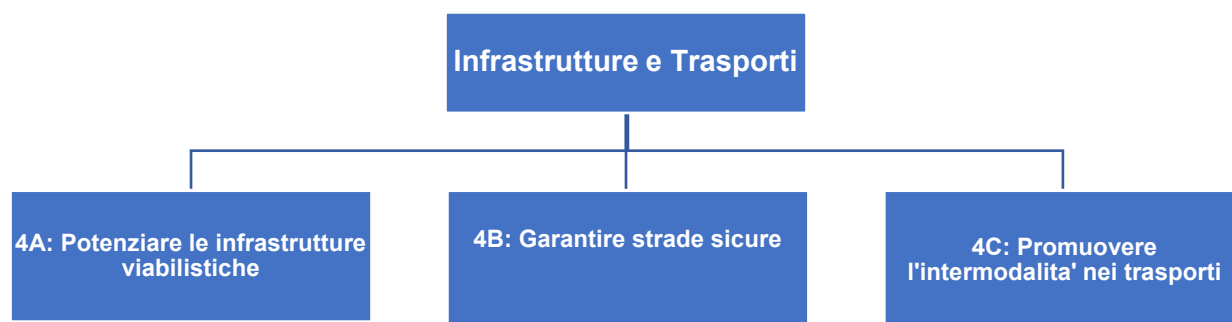 Infrastrutture e Trasporti
4A: Potenziare le infrastrutture
viabilistiche
4B: Garantire strade sicure
4C: Promuovere
l'intermodalita' nei trasporti